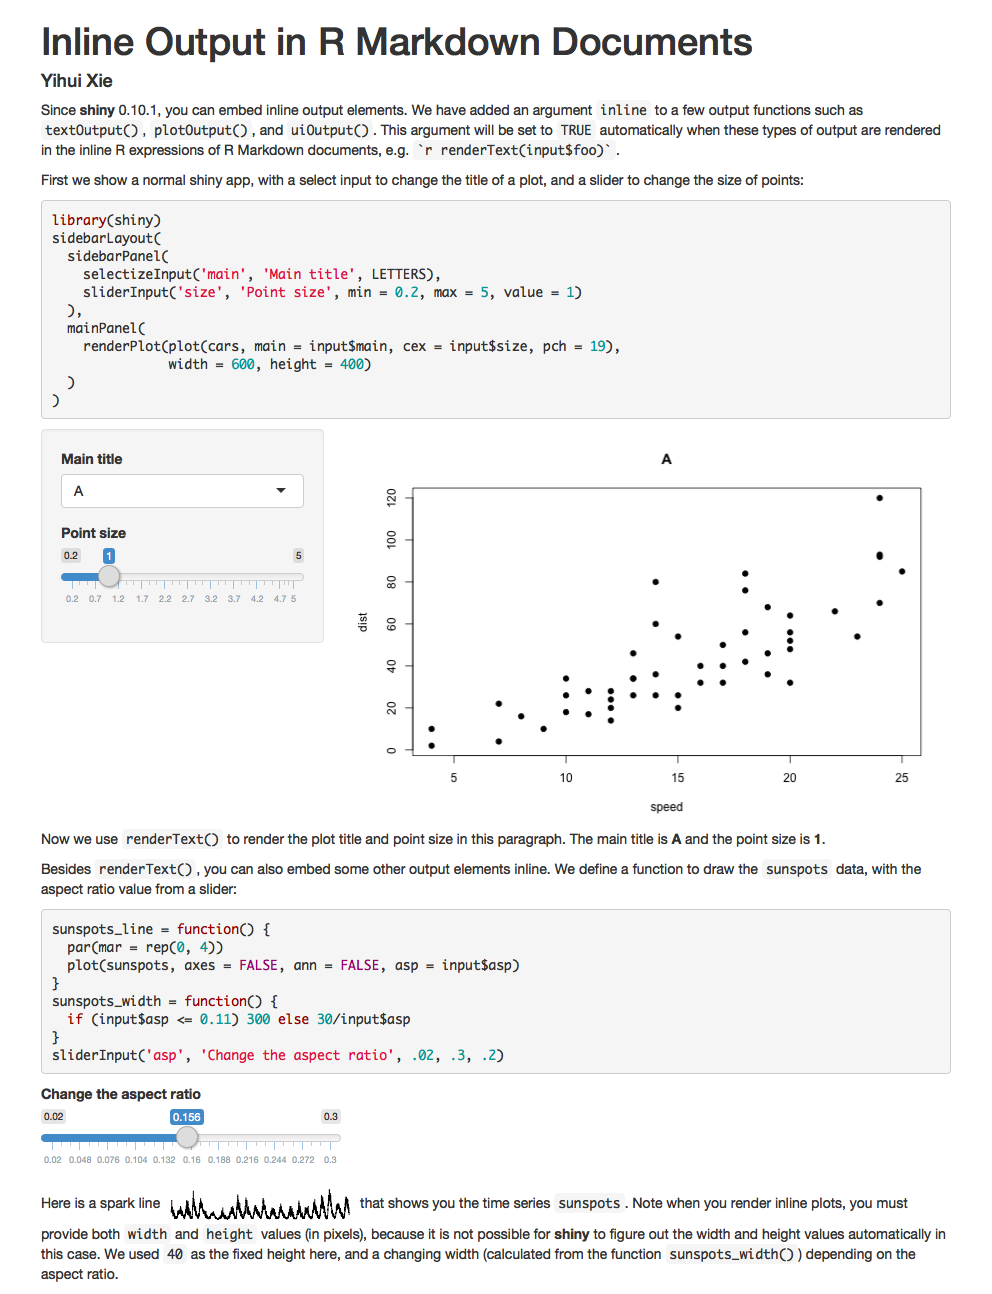 Inline Output in R Markdown Documents
Yihui Xie
Since shiny 0.10.1, you can embed inline output elements. We have added an argument inline to a few output functions such as
textOutput() , plotOutput() , and uiOutput() . This argument will be set to TRUE automatically when these types of output are rendered
in the inline R expressions of R Markdown documents, e.g. `r renderText(input$foo)` .
First we show a normal shiny app, with a select input to change the title of a plot, and a slider to change the size of points:
library(shiny)
sidebarLayout(
  sidebarPanel(
    selectizeInput('main', 'Main title', LETTERS),
    sliderInput('size', 'Point size', min = 0.2, max = 5, value = 1)
  ),
  mainPanel(
    renderPlot(plot(cars, main = input$main, cex = input$size, pch = 19),
               width = 600, height = 400)
  )
)
Main title
A
Point size
0.2 1 5
0.2 0.7 1.2 1.7 2.2 2.7 3.2 3.7 4.2 4.7 5
A
dist
120
100
80
60
40
20
0
5 10 15 20 25
speed
Now we use renderText() to render the plot title and point size in this paragraph. The main title is A and the point size is 1.
Besides renderText() , you can also embed some other output elements inline. We define a function to draw the sunspots data, with the
aspect ratio value from a slider:
sunspots_line = function() {
  par(mar = rep(0, 4))
  plot(sunspots, axes = FALSE, ann = FALSE, asp = input$asp)
}
sunspots_width = function() {
  if (input$asp <= 0.11) 300 else 30/input$asp
}
sliderInput('asp', 'Change the aspect ratio', .02, .3, .2)
Change the aspect ratio
0.02 0.156 0.3
0.02 0.048 0.076 0.104 0.132 0.16 0.188 0.216 0.244 0.272 0.3
Here is a spark line that shows you the time series sunspots . Note when you render inline plots, you must
provide both width and height values (in pixels), because it is not possible for shiny to figure out the width and height values automatically in
this case. We used 40 as the fixed height here, and a changing width (calculated from the function sunspots_width() ) depending on the
aspect ratio.